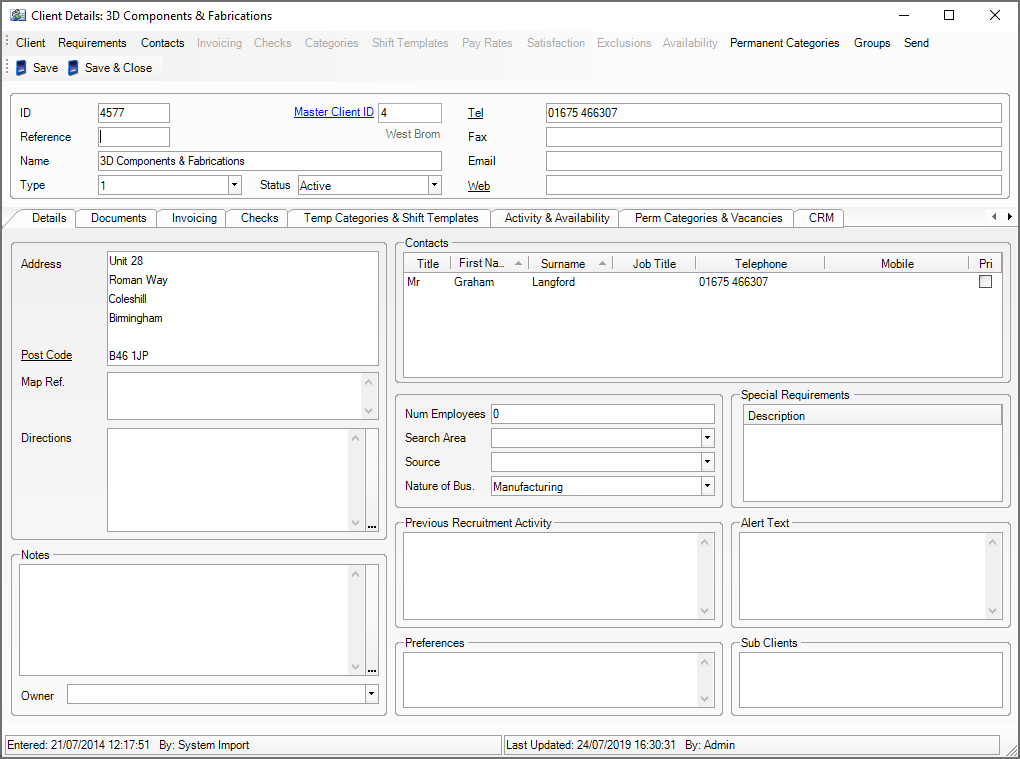 Client Details: 3D Components & Fabrications
Client Requirements Contacts Invoicing Checks Categories Shift Templates Pay Rates Satisfaction Exclusions Availability Permanent Categories Groups Send
Save Save & Close
ID 4577 Master Client ID 4 Tel 01675 466307
Reference West Brom Fax
Name 3D Components & Fabrications Email
Type 1 Status Active Web
Details Documents Invoicing Checks Temp Categories & Shift Templates Activity & Availability Perm Categories & Vacancies CRM
Address
Unit 28
Roman Way
Coleshill
Birmingham
Post Code B46 1JP
Map Ref.
Directions
Notes
Owner
Contacts
Title First Na... Surname Job Title Telephone Mobile Pri
Mr Graham Langford 01675 466307
Num Employees 0
Search Area
Source
Nature of Bus. Manufacturing
Special Requirements
Description
Previous Recruitment Activity
Alert Text
Preferences
Sub Clients
Entered: 21/07/2014 12:17:51 By: System Import
Last Updated: 24/07/2019 16:30:31 By: Admin